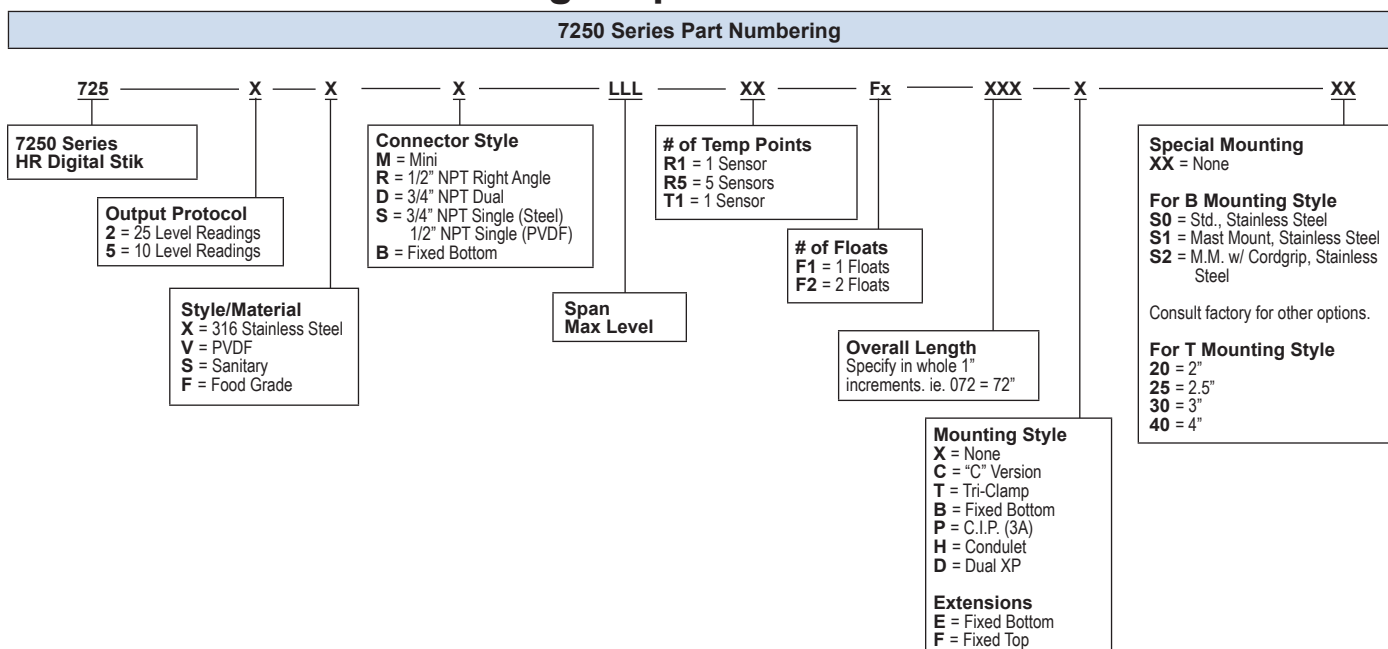 7250 Series Part Numbering
725 X X X LLL XX Fx XXX X XX
7250 Series
HR Digital Stik
Output Protocol
2 = 25 Level Readings
5 = 10 Level Readings
Style/Material
X = 316 Stainless Steel
V = PVDF
S = Sanitary
F = Food Grade
Connector Style
M = Mini
R = 1/2” NPT Right Angle
D = 3/4” NPT Dual
S = 3/4” NPT Single (Steel)
1/2” NPT Single (PVDF)
B = Fixed Bottom
Span
Max Level
# of Temp Points
R1 = 1 Sensor
R5 = 5 Sensors
T1 = 1 Sensor
# of Floats
F1 = 1 Floats
F2 = 2 Floats
Overall Length
Specify in whole 1”
increments. ie. 072 = 72”
Mounting Style
X = None
C = “C” Version
T = Tri-Clamp
B = Fixed Bottom
P = C.I.P. (3A)
H = Condulet
D = Dual XP
Extensions
E = Fixed Bottom
F = Fixed Top
Special Mounting
XX = None
For B Mounting Style
S0 = Std., Stainless Steel
S1 = Mast Mount, Stainless Steel
S2 = M.M. w/ Cordgrip, Stainless
Steel
Consult factory for other options.
For T Mounting Style
20 = 2”
25 = 2.5”
30 = 3”
40 = 4”